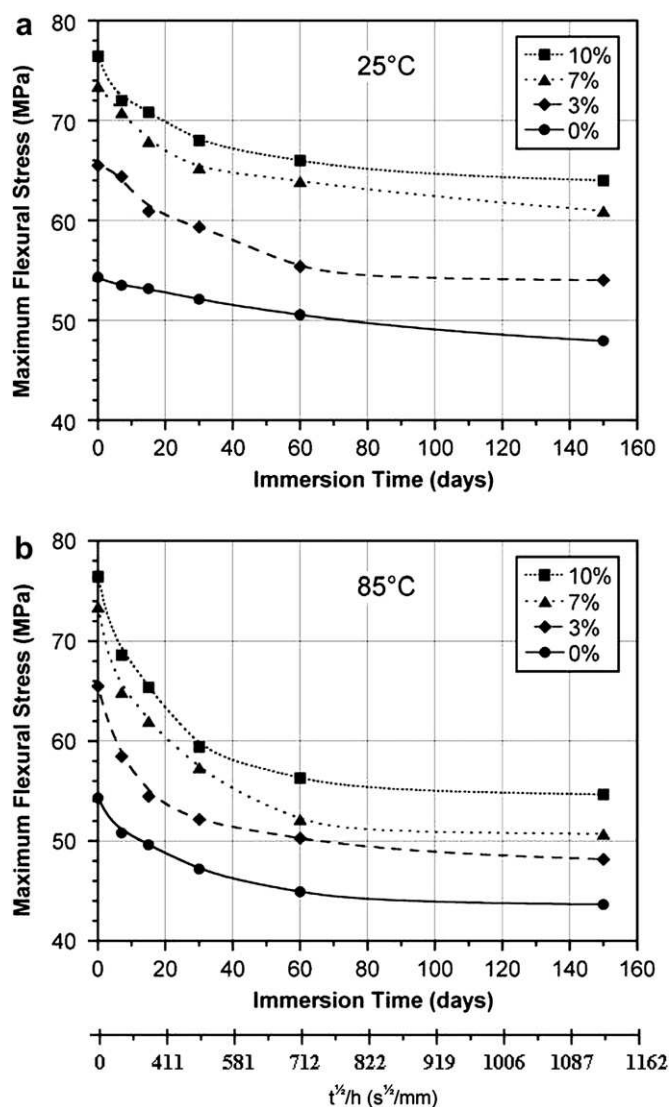 a
80
70
60
50
40
Maximum Flexural Stress (MPa)
25°C
10%
7%
3%
0%
0 20 40 60 80 100 120 140 160
Immersion Time (days)
b
80
70
60
50
40
Maximum Flexural Stress (MPa)
85°C
10%
7%
3%
0%
0 20 40 60 80 100 120 140 160
Immersion Time (days)
0 411 581 712 822 919 1006 1087 1162
t½/h (s½/mm)